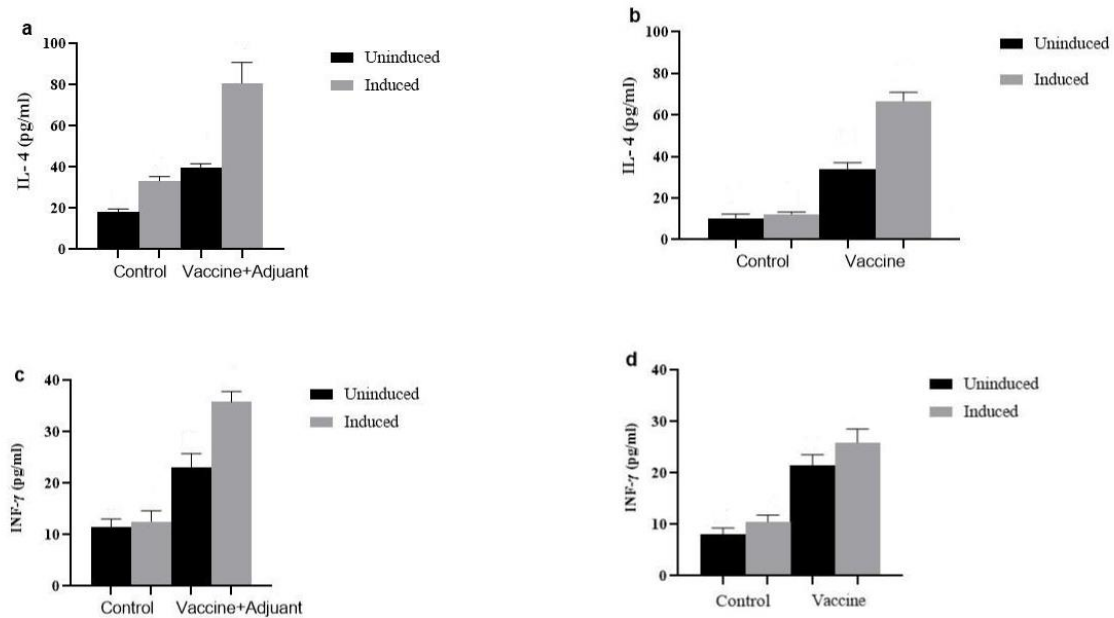 a
100
80
60
40
20
0
IL- 4 (pg/ml)
Control Vaccine+Adjuant
Uninduced
Induced
b
100
80
60
40
20
0
IL- 4 (pg/ml)
Control Vaccine
Uninduced
Induced
c
40
30
20
10
0
INF-γ (pg/ml)
Control Vaccine+Adjuant
Uninduced
Induced
d
40
30
20
10
0
INF-γ (pg/ml)
Control Vaccine
Uninduced
Induced